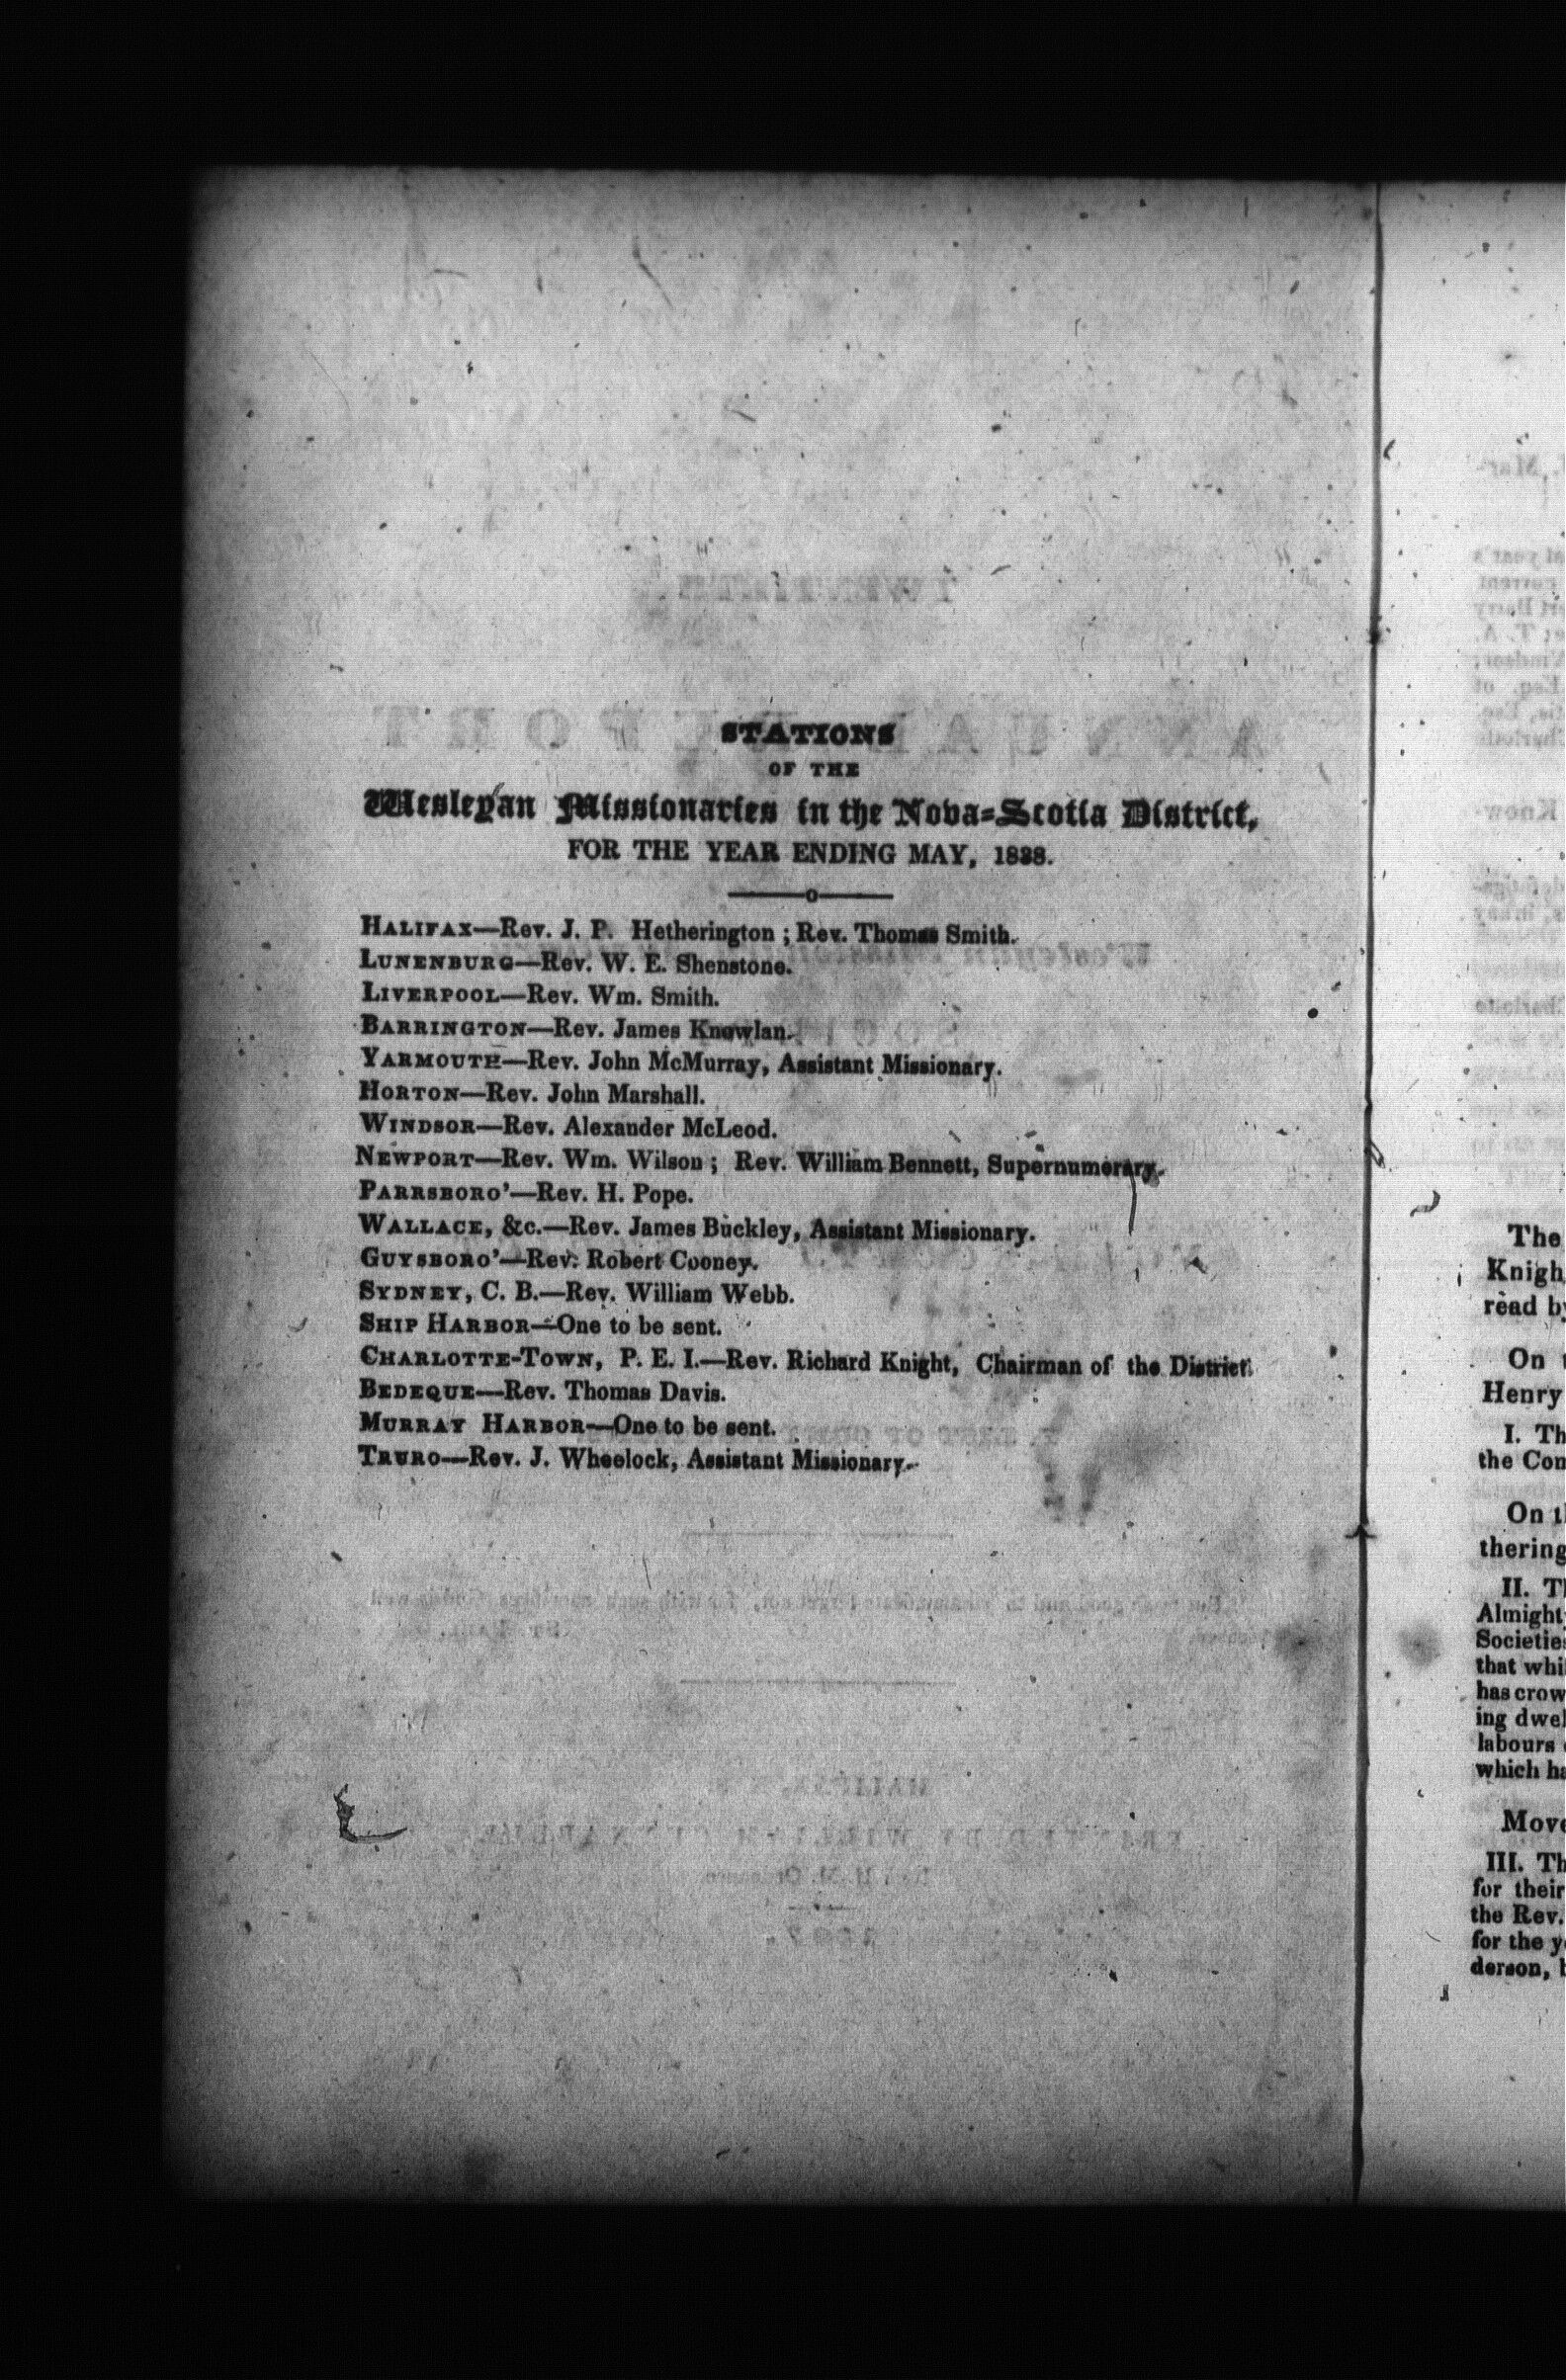 STATIONS
OF THE
Wesleyan Missionaries in the Nova-Scotia District,
FOR THE YEAR ENDING MAY, 1838.
HALIFAX—Rev. J. P. Hetherington ; Rev. Thomas Smith.
LUNENBURG—Rev. W. E. Shenstone.
LIVERPOOL—Rev. Wm. Smith.
BARRINGTON—Rev. James Knowlan.
YARMOUTH—Rev. John McMurray, Assistant Missionary.
HORTON—Rev. John Marshall.
WINDSOR—Rev. Alexander McLeod.
NEWPORT—Rev. Wm. Wilson ; Rev. William Bennett, Supernumerary.
PARRSBORO'—Rev. H. Pope.
WALLACE, &c.—Rev. James Buckley, Assistant Missionary.
GUYSBORO'—Rev. Robert Cooney.
SYDNEY, C. B.—Rev. William Webb.
SHIP HARBOR—One to be sent.
CHARLOTTE-TOWN, P. E. I.—Rev. Richard Knight, Chairman of the District.
BEDEQUE—Rev. Thomas Davis.
MURRAY HARBOR—One to be sent.
TRURO—Rev. J. Wheelock, Assistant Missionary.
The
Knigh
read by
On
Henry
I. Th
the Con
On t
thering
II. T
Almight
Societie
that whi
has crow
ing dwel
labours
which ha
Move
III. Th
for their
the Rev.
for the y
derson,